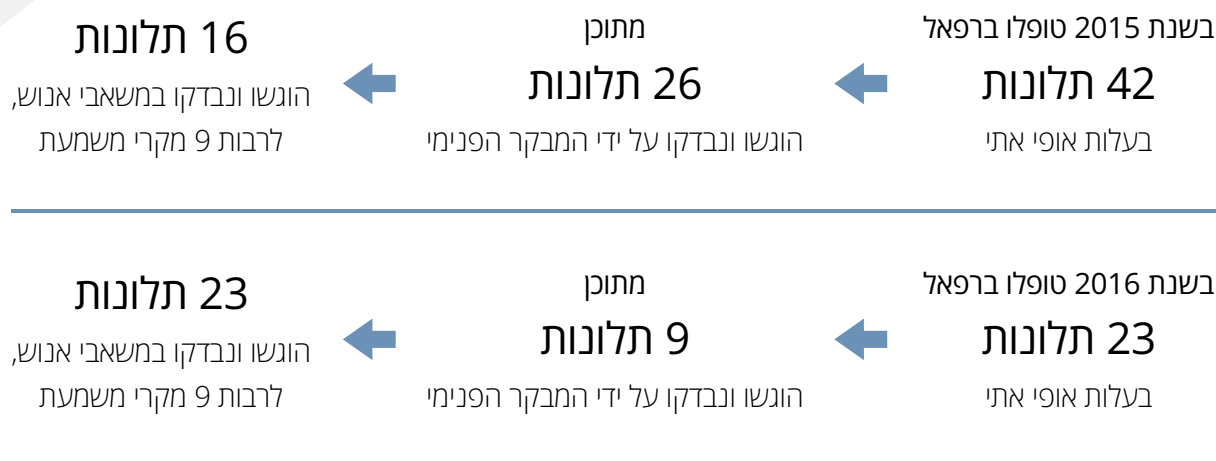 בשנת 2015 טופלו ברפאל
42 תלונות
בעלות אופי אתי
מתוכן
26 תלונות
הוגשו ונבדקו על ידי המבקר הפנימי
16 תלונות
הוגשו ונבדקו במשאבי אנוש,
לרבות 9 מקרי משמעת
בשנת 2016 טופלו ברפאל
23 תלונות
בעלות אופי אתי
מתוכן
9 תלונות
הוגשו ונבדקו על ידי המבקר הפנימי
23 תלונות
הוגשו ונבדקו במשאבי אנוש,
לרבות 9 מקרי משמעת